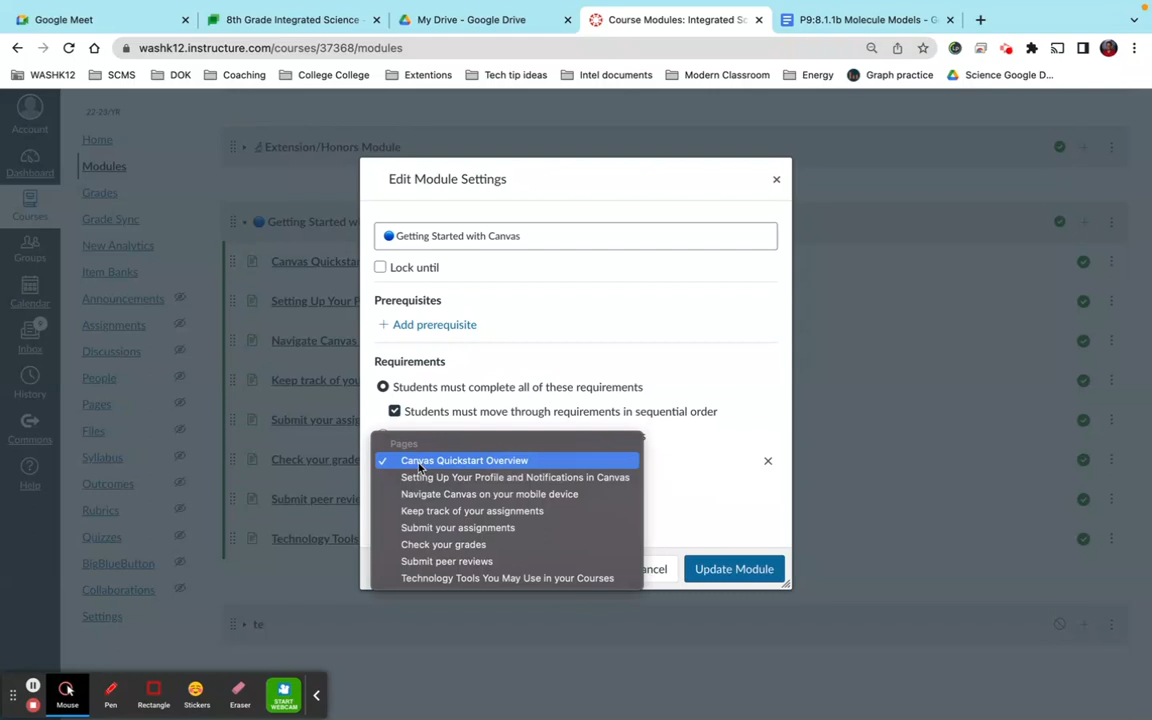 Google Meet
8th Grade Integrated Science -
My Drive - Google Drive
Course Modules: Integrated Sc
P9:8.1.1b Molecule Models - G
washk12.instructure.com/courses/37368/modules
WASHK12
SCMS
DOK
Coaching
College College
Extentions
Tech tip ideas
Intel documents
Modern Classroom
Energy
Graph practice
Science Google D...
Account
Dashboard
Courses
Groups
Calendar
9
Inbox
History
Commons
Help
22-23/YR
Home
Modules
Grades
Grade Sync
New Analytics
Item Banks
Announcements
Assignments
Discussions
People
Pages
Files
Syllabus
Outcomes
Rubrics
Quizzes
BigBlueButton
Collaborations
Settings
Extension/Honors Module
Getting Started wi
Canvas Quickstar
Setting Up Your P
Navigate Canvas
Keep track of you
Submit your assig
Check your grade
Submit peer revie
Technology Tools
te
Edit Module Settings
Getting Started with Canvas
Lock until
Prerequisites
+ Add prerequisite
Requirements
Students must complete all of these requirements
Students must move through requirements in sequential order
Pages
Canvas Quickstart Overview
Setting Up Your Profile and Notifications in Canvas
Navigate Canvas on your mobile device
Keep track of your assignments
Submit your assignments
Check your grades
Submit peer reviews
Technology Tools You May Use in your Courses
ancel
Update Module
Mouse
Pen
Rectangle
Stickers
Eraser
START
WEBCAM